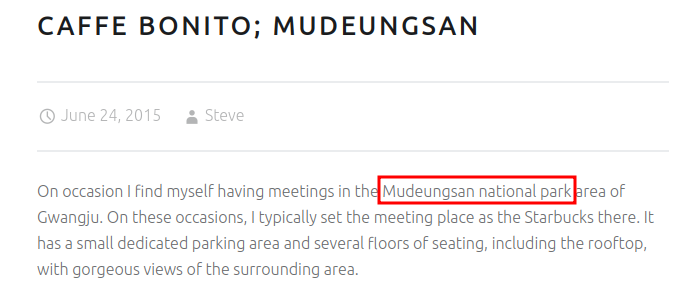 CAFFE BONITO; MUDEUNGSAN
June 24, 2015 Steve
On occasion I find myself having meetings in the Mudeungsan national park area of
Gwangju. On these occasions, I typically set the meeting place as the Starbucks there. It
has a small dedicated parking area and several floors of seating, including the rooftop,
with gorgeous views of the surrounding area.